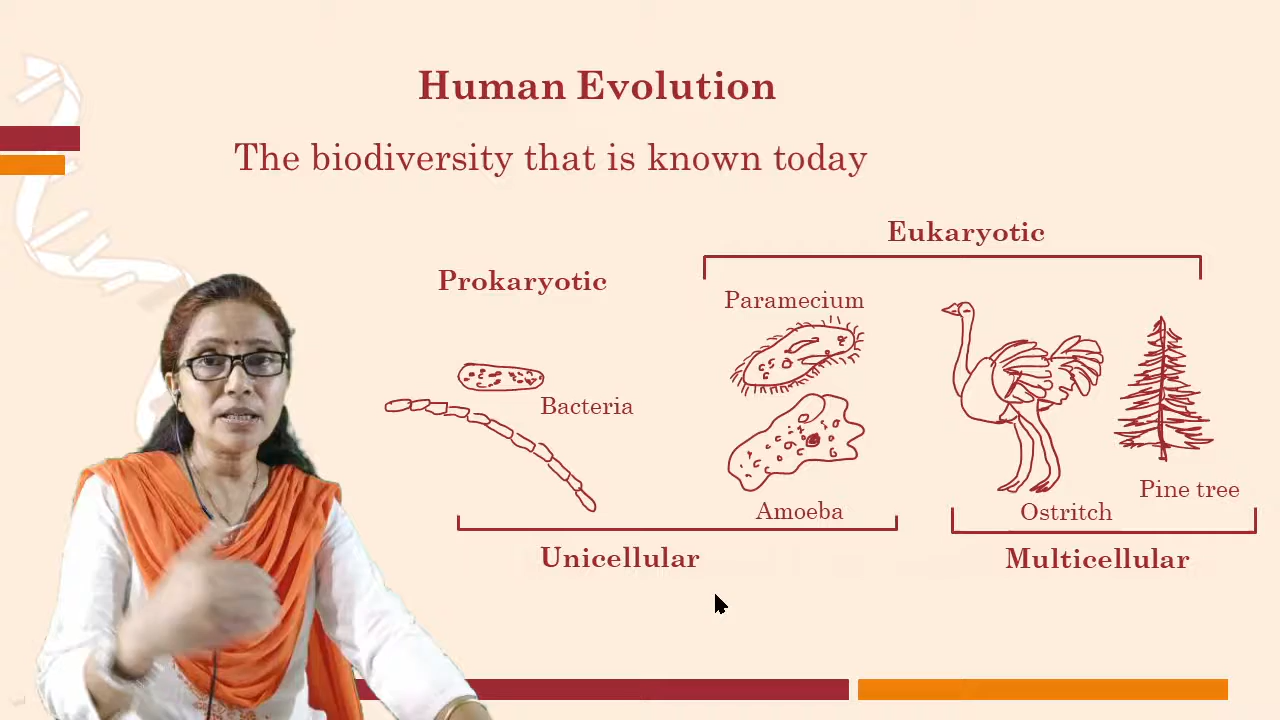 Human Evolution
The biodiversity that is known today
Eukaryotic
Prokaryotic
Paramecium
Bacteria
Amoeba
Ostritch
Pine tree
Unicellular
Multicellular